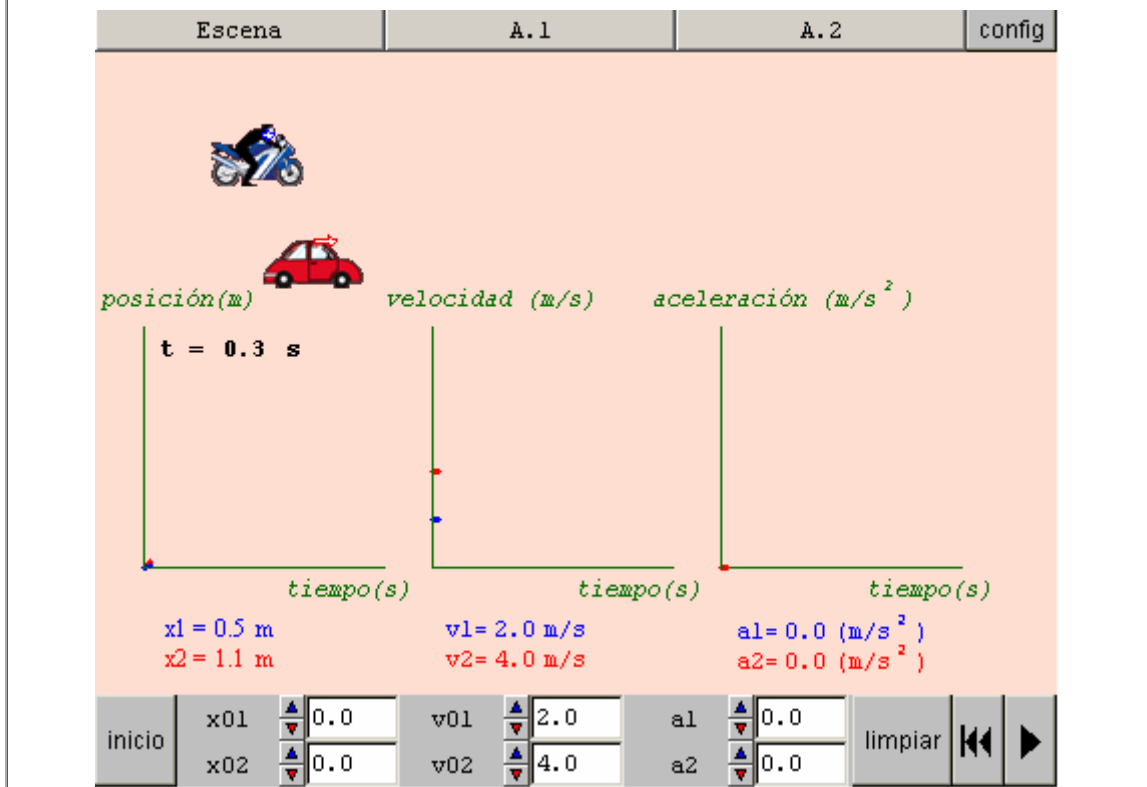 Escena A.1 A.2 config
posición(m) velocidad (m/s) aceleración (m/s²)
t = 0.3 s
tiempo(s) tiempo(s) tiempo(s)
x1 = 0.5 m v1= 2.0 m/s a1= 0.0 (m/s²)
x2 = 1.1 m v2= 4.0 m/s a2= 0.0 (m/s²)
inicio x01 0.0 v01 2.0 a1 0.0 limpiar
x02 0.0 v02 4.0 a2 0.0